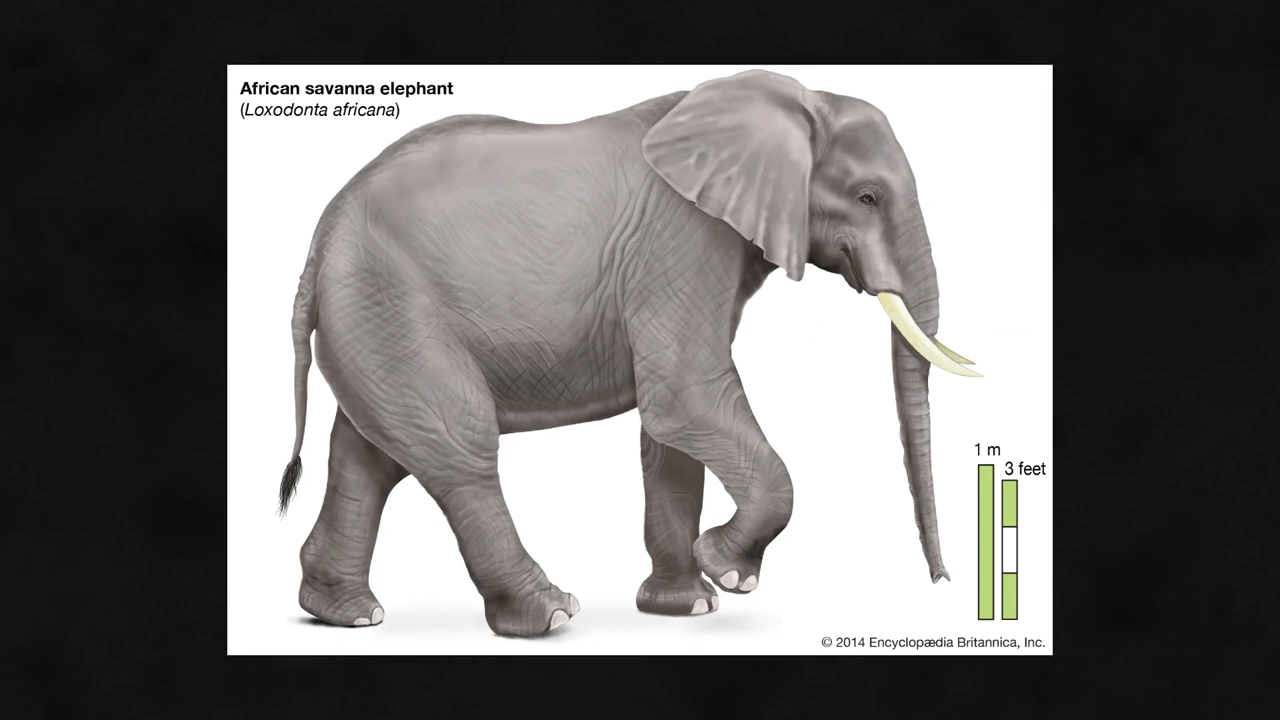 African savanna elephant
(Loxodonta africana)
1 m
3 feet
© 2014 Encyclopædia Britannica, Inc.